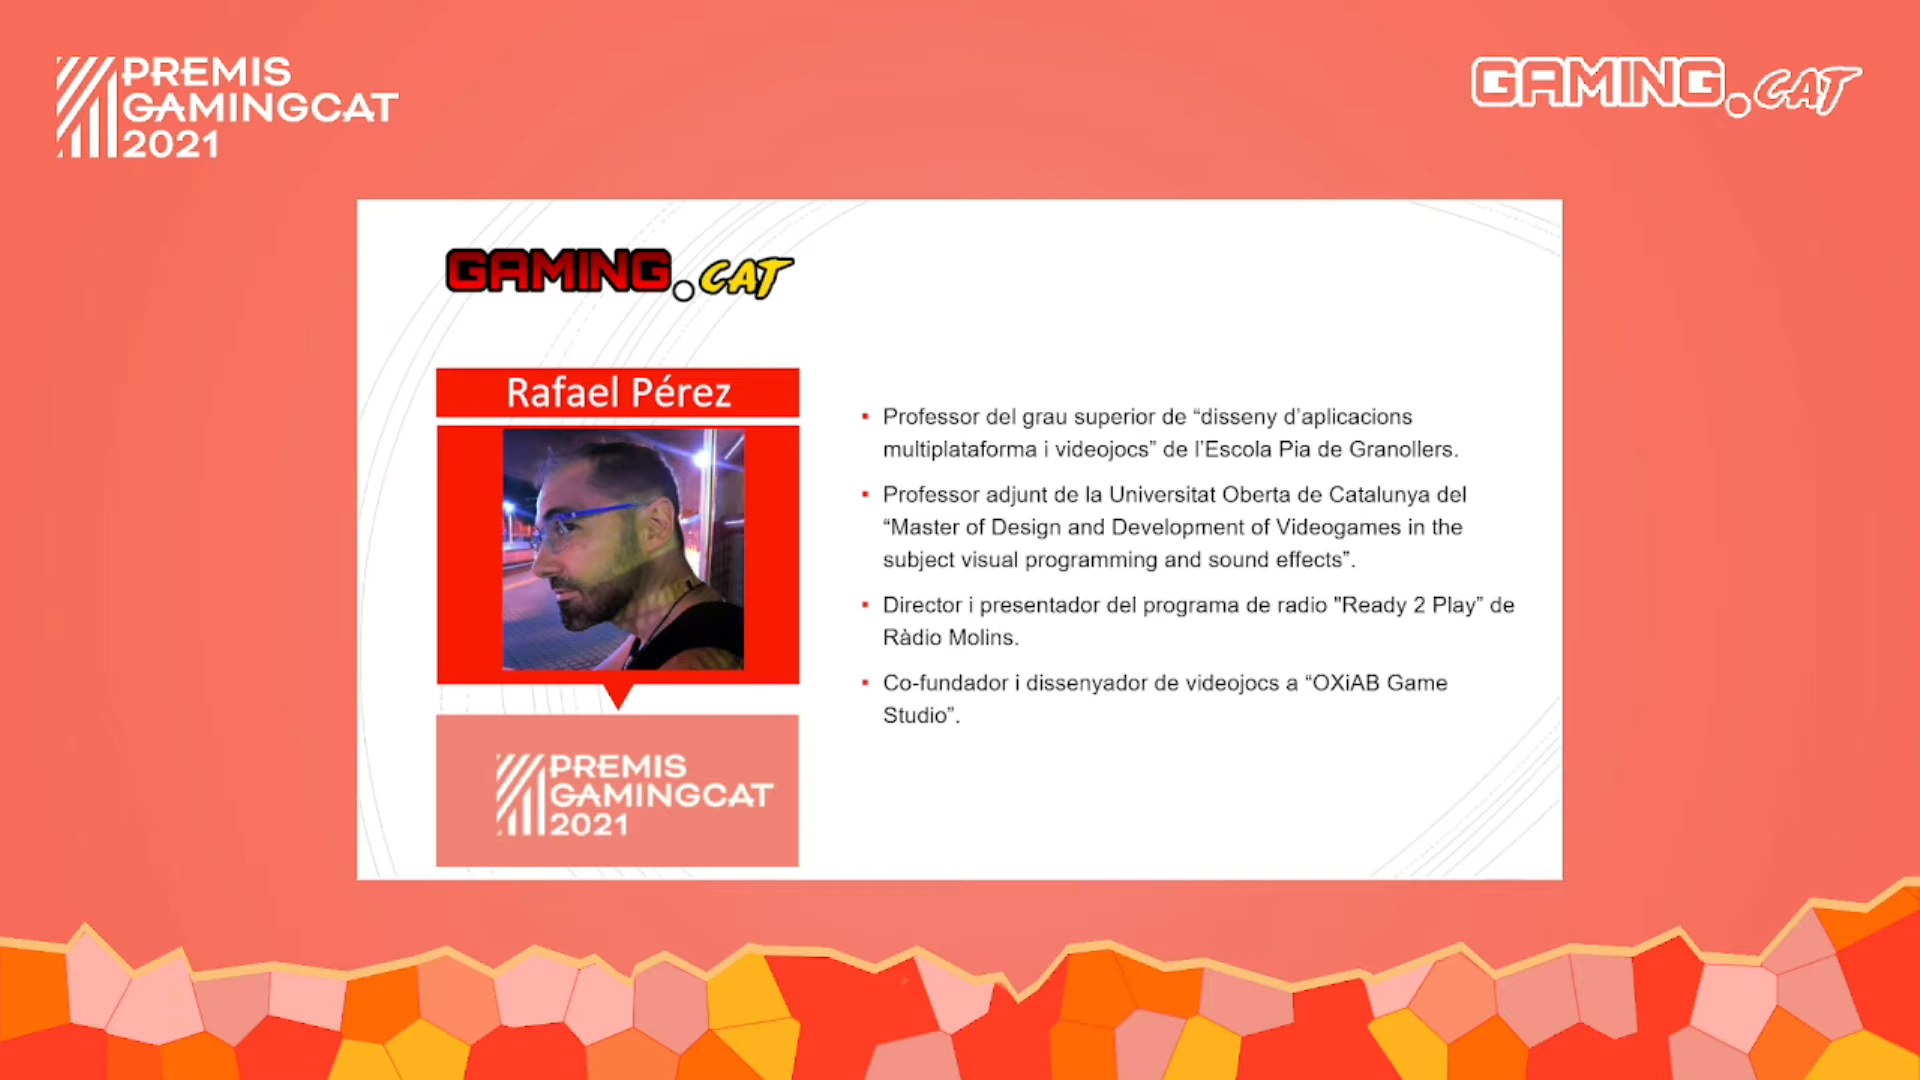 PREMIS
GAMINGCAT
2021
GAMING.CAT
GAMING.CAT
Rafael Pérez
▪ Professor del grau superior de “disseny d’aplicacions
multiplataforma i videojocs” de l’Escola Pia de Granollers.
▪ Professor adjunt de la Universitat Oberta de Catalunya del
“Master of Design and Development of Videogames in the
subject visual programming and sound effects”.
▪ Director i presentador del programa de radio "Ready 2 Play” de
Ràdio Molins.
▪ Co-fundador i dissenyador de videojocs a “OXiAB Game
Studio”.
PREMIS
GAMINGCAT
2021